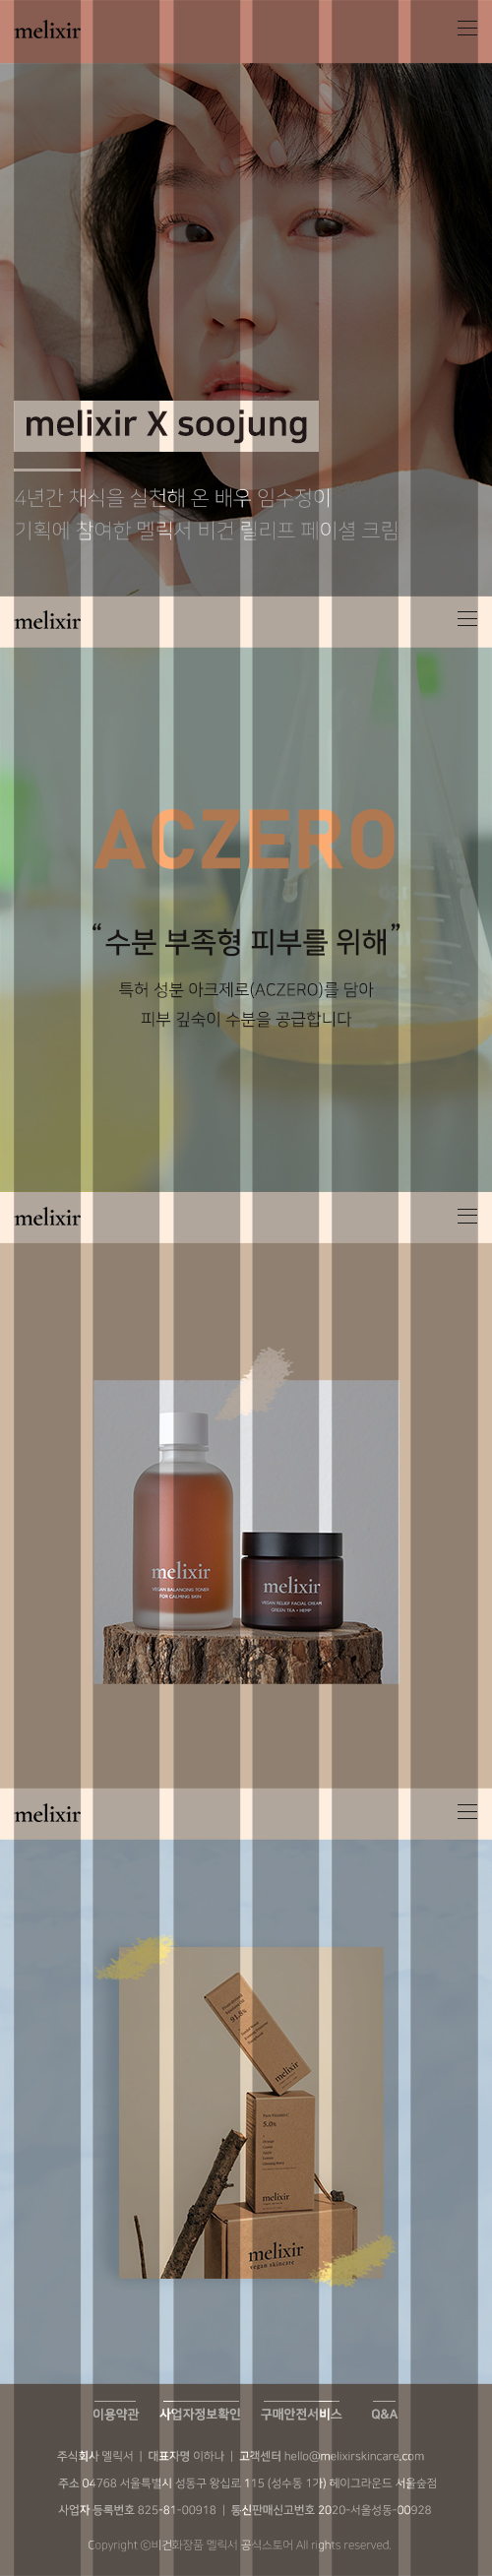 melixir
melixir X soojung
4년간 채식을 실천해 온 배우 임수정이
기획에 참여한 멜릭서 비건 릴리프 페이셜 크림
melixir
ACZERO
“수분 부족형 피부를 위해”
특허 성분 아크제로(ACZERO)를 담아
피부 깊숙이 수분을 공급합니다
melixir
melixir
VEGAN BALANCING TONER
FOR CALMING SKIN
melixir
VEGAN RELIEF FACIAL CREAM
GREEN TEA + HEMP
melixir
91.8%
melixir
5.0%
melixir
melixir
vegan skincare
이용약관 사업자정보확인 구매안전서비스 Q&A
주식회사 멜릭서 | 대표자명 이하나 | 고객센터 hello@melixirskincare.com
주소 04768 서울특별시 성동구 왕십로 115 (성수동 1가) 헤이그라운드 서울숲점
사업자 등록번호 825-81-00918 | 통신판매신고번호 2020-서울성동-00928
Copyright ⓒ비건화장품 멜릭서 공식스토어 All rights reserved.